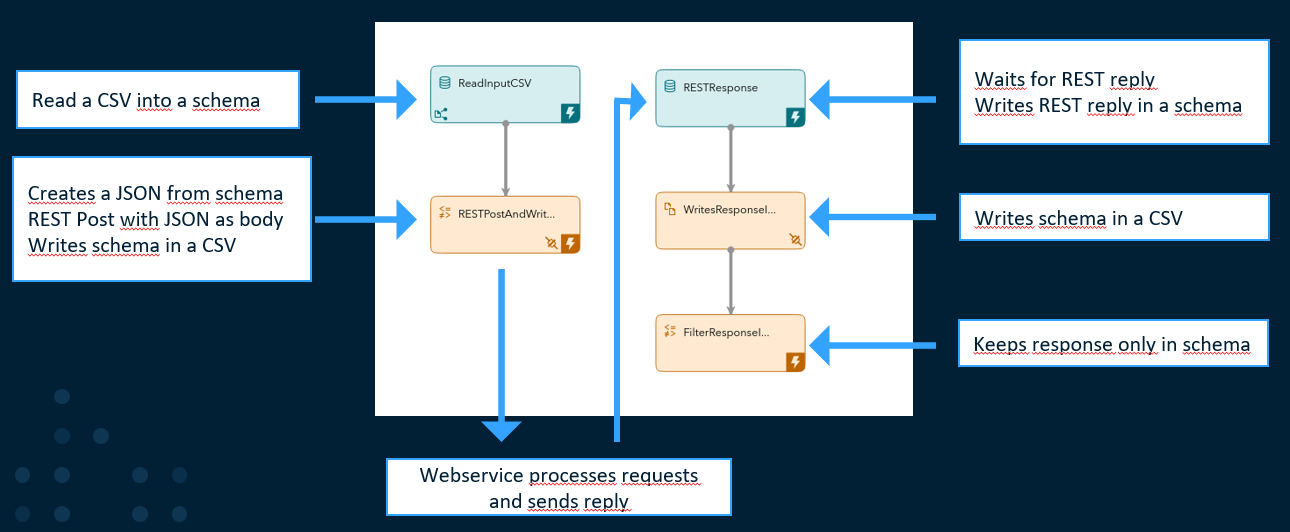 Read a CSV into a schema
Creates a JSON from schema
REST Post with JSON as body
Writes schema in a CSV
ReadInputCSV
RESTPostAndWrit...
RESTResponse
WritesResponseI...
FilterResponseI...
Waits for REST reply
Writes REST reply in a schema
Writes schema in a CSV
Keeps response only in schema
Webservice processes requests
and sends reply